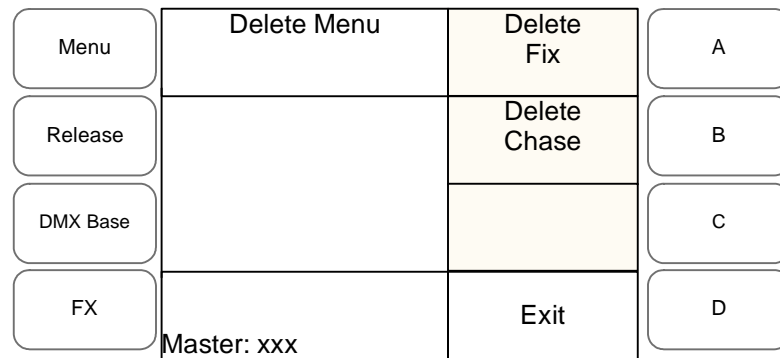 Menu
Delete Menu
Delete
Fix
A
Release
Delete
Chase
B
DMX Base
C
FX
Master: xxx
Exit
D